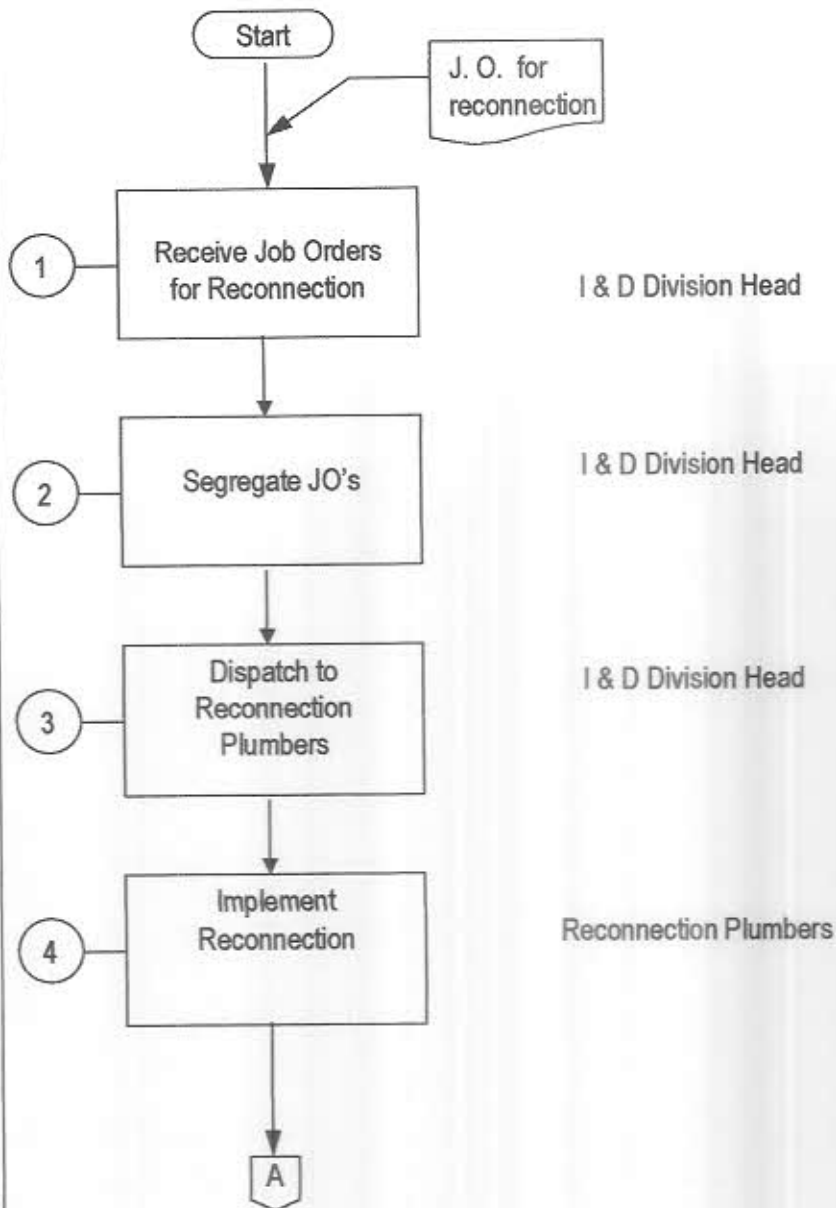 Start
J. O. for
reconnection
1
Receive Job Orders
for Reconnection
I & D Division Head
2
Segregate JO's
I & D Division Head
3
Dispatch to
Reconnection
Plumbers
I & D Division Head
4
Implement
Reconnection
Reconnection Plumbers
A